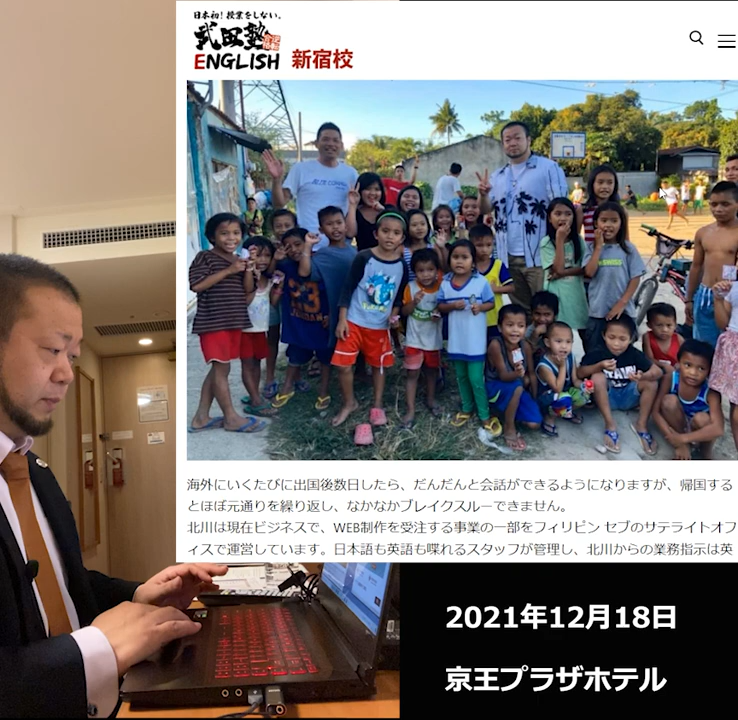 日本初!授業をしない。
武田塾
逆転合格
ENGLISH 新宿校
海外にいくたびに出国後数日したら、だんだんと会話ができるようになりますが、帰国する
とほぼ元通りを繰り返し、なかなかブレイクスルーできません。
北川は現在ビジネスで、WEB制作を受注する事業の一部をフィリピン セブのサテライトオフ
ィスで運営しています。日本語も英語も喋れるスタッフが管理し、北川からの業務指示は英
2021年12月18日
京王プラザホテル